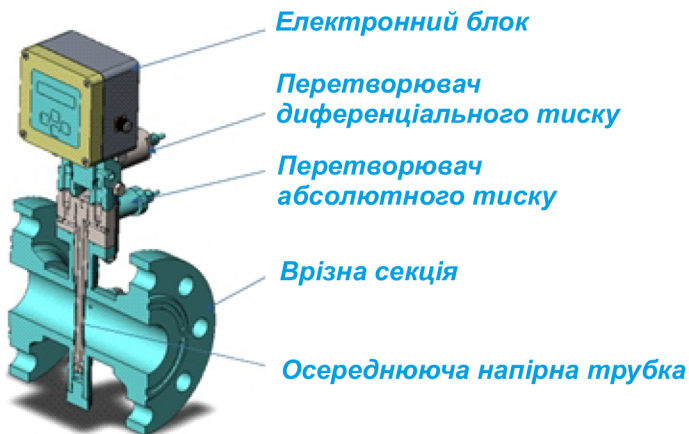 Електронний блок
Перетворювач
диференціального тиску
Перетворювач
абсолютного тиску
Врізна секція
Осереднююча напірна трубка